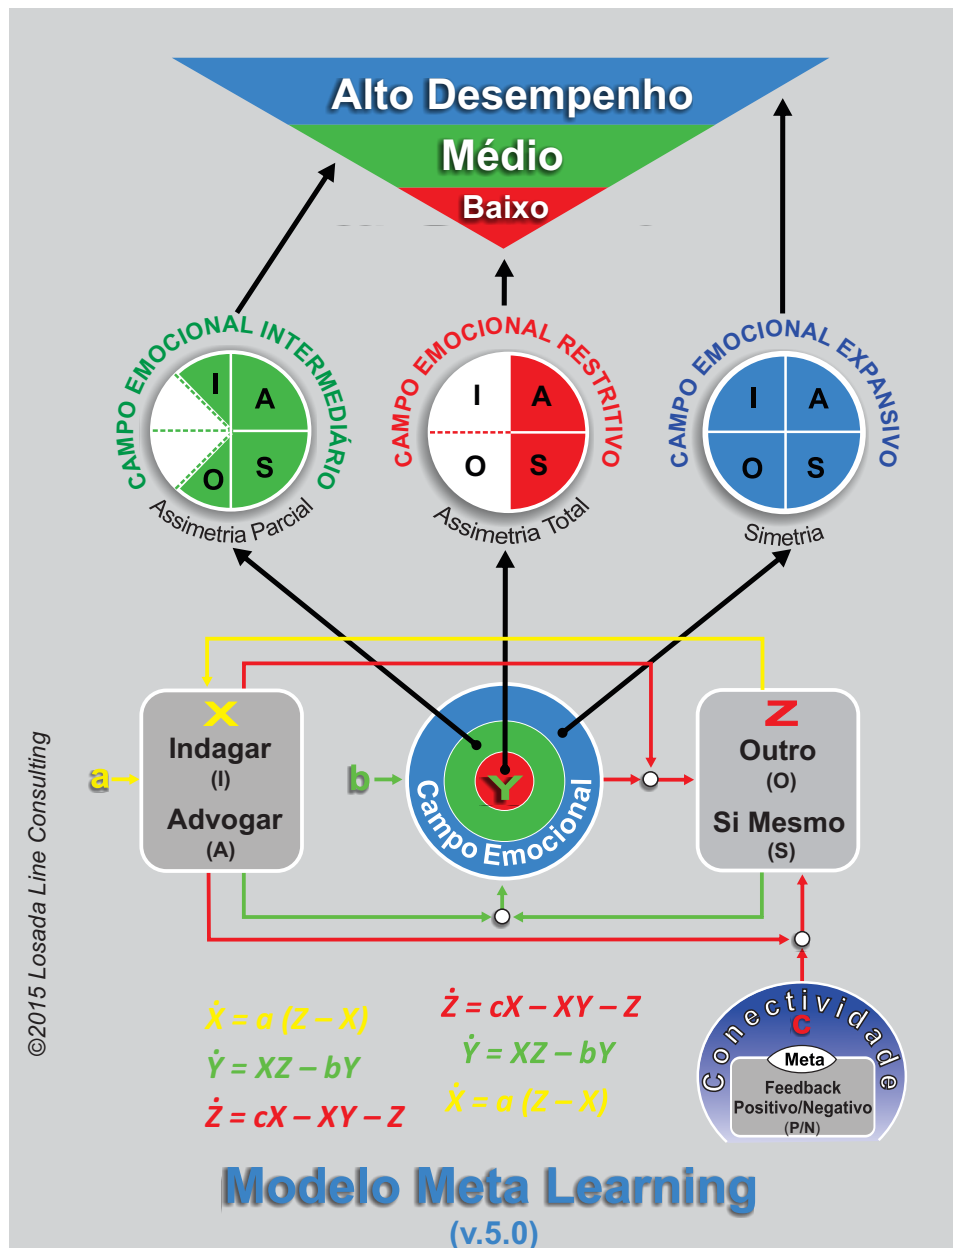 Alto Desempenho
Médio
Baixo
CAMPO EMOCIONAL INTERMEDIÁRIO
I
A
O
S
Assimetria Parcial
CAMPO EMOCIONAL RESTRITIVO
I
A
O
S
Assimetria Total
CAMPO EMOCIONAL EXPANSIVO
I
A
O
S
Simetria
a
X
Indagar
(I)
Advogar
(A)
b
Y
Campo Emocional
Z
Outro
(O)
Si Mesmo
(S)
©2015 Losada Line Consulting
Ẋ = a (Z – X)
Ẏ = XZ – bY
Ż = cX – XY – Z
Ż = cX – XY – Z
Ẏ = XZ – bY
Ẋ = a (Z – X)
Conectividade
C
Meta
Feedback
Positivo/Negativo
(P/N)
Modelo Meta Learning
(v.5.0)